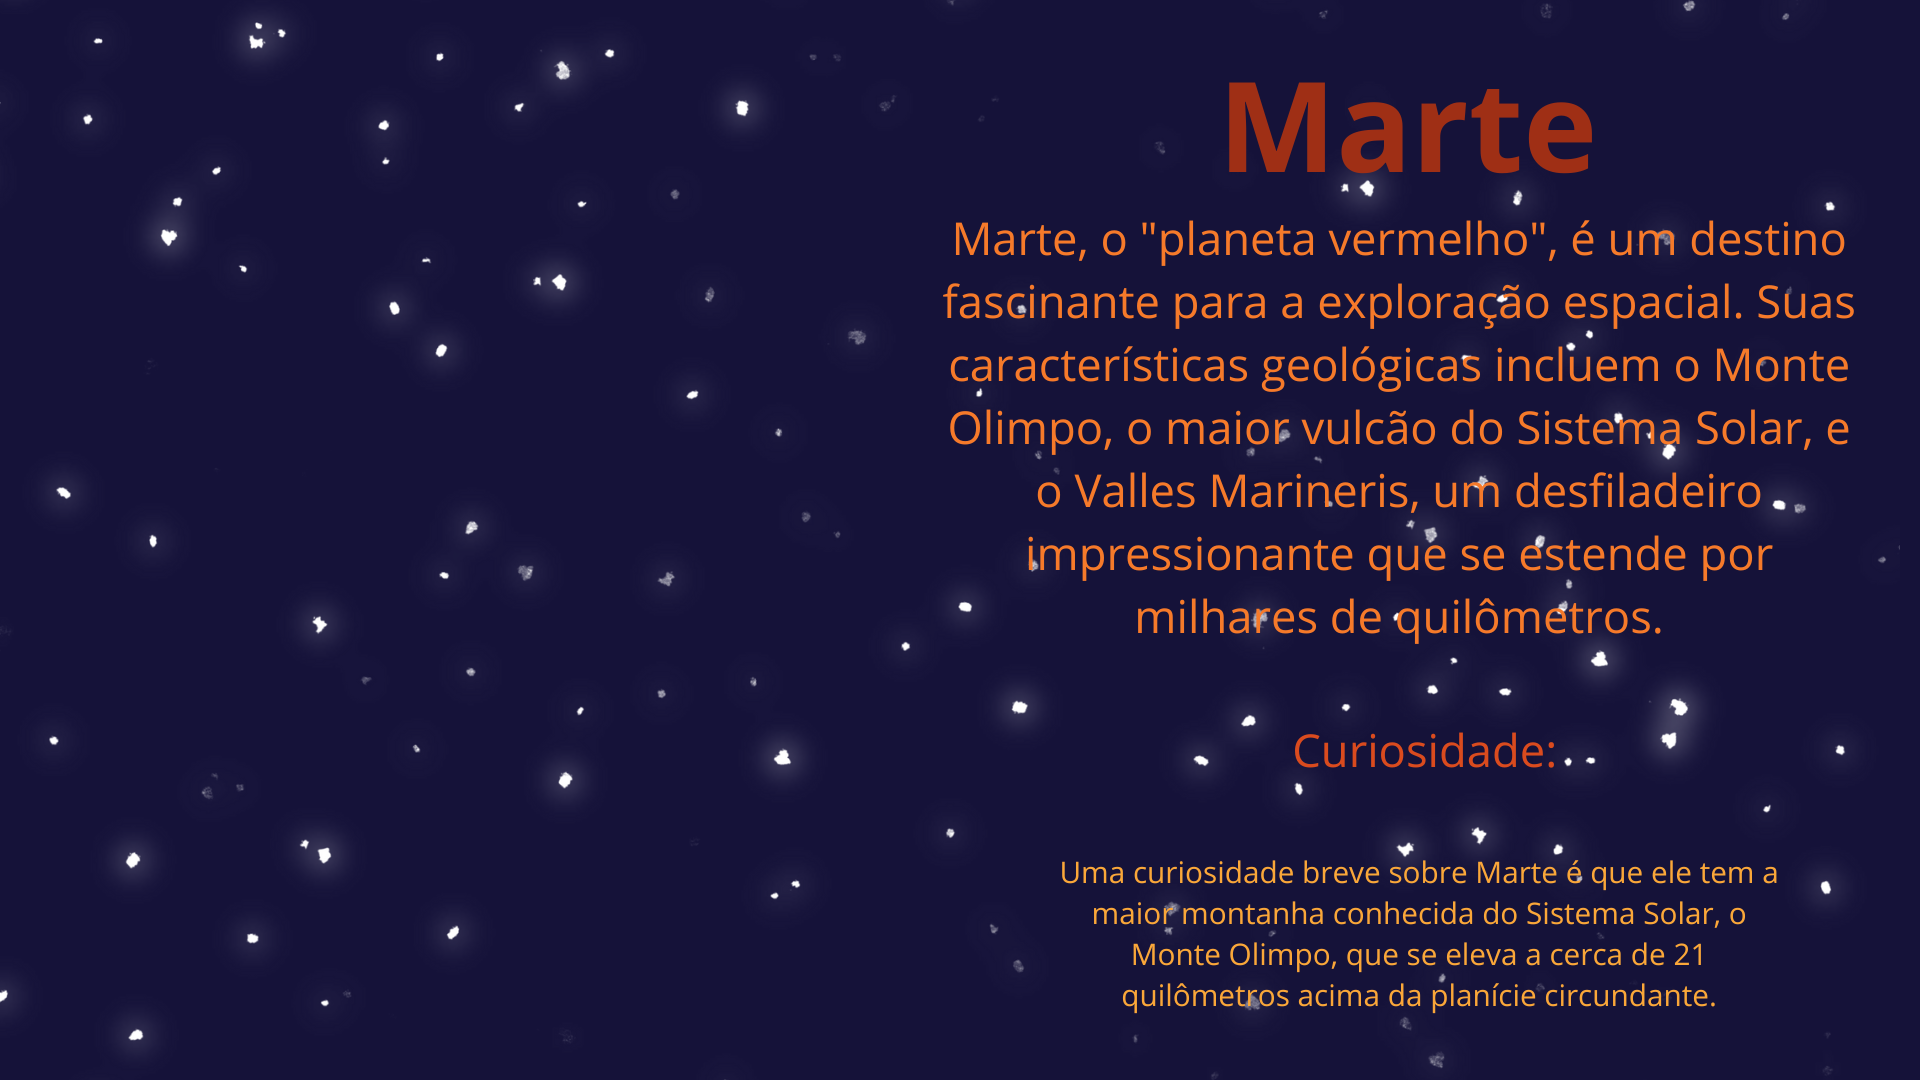 Marte
Marte, o "planeta vermelho", é um destino
fascinante para a exploração espacial. Suas
características geológicas incluem o Monte
Olimpo, o maior vulcão do Sistema Solar, e
o Valles Marineris, um desfiladeiro
impressionante que se estende por
milhares de quilômetros.
Curiosidade:
Uma curiosidade breve sobre Marte é que ele tem a
maior montanha conhecida do Sistema Solar, o
Monte Olimpo, que se eleva a cerca de 21
quilômetros acima da planície circundante.